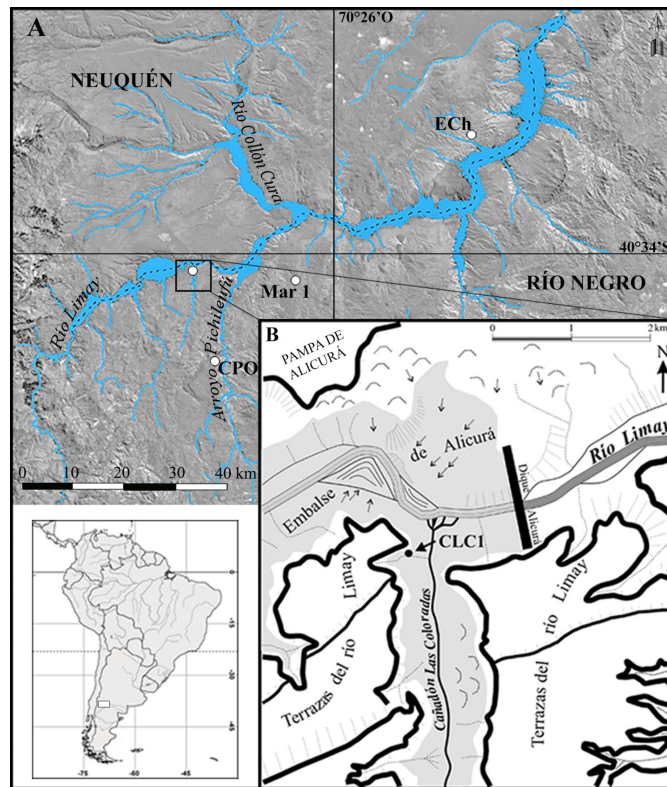 A
70°26'O
NEUQUÉN
Río Collón Cura
ECh
40°34'S
RÍO NEGRO
Mar 1
Río Limay
Arroyo Pichileufú
CPO
0 10 20 30 40 km
B
0 1 2 km
PAMPA DE
ALICURÁ
N
Río Limay
de Alicurá
Embalse
Dique
Alicurá
CLC1
Limay
Terrazas del río
Cañadón Las Coloradas
Terrazas del
río Limay
0
-15
-30
-45
-75 -60 -45